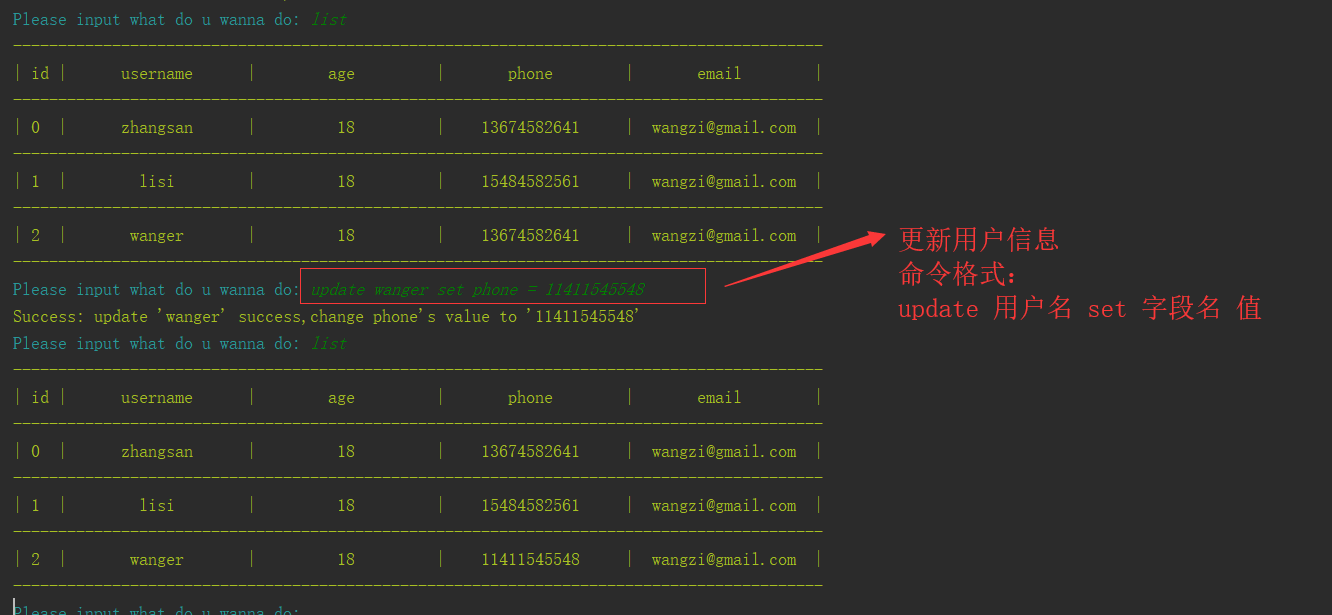 Please input what do u wanna do: list
| id | username | age | phone | email |
| 0 | zhangsan | 18 | 13674582641 | wangzi@gmail.com |
| 1 | lisi | 18 | 15484582561 | wangzi@gmail.com |
| 2 | wanger | 18 | 13674582641 | wangzi@gmail.com |
更新用户信息
命令格式:
update 用户名 set 字段名 值
Please input what do u wanna do: update wanger set phone = 11411545548
Success: update 'wanger' success,change phone's value to '11411545548'
Please input what do u wanna do: list
| id | username | age | phone | email |
| 0 | zhangsan | 18 | 13674582641 | wangzi@gmail.com |
| 1 | lisi | 18 | 15484582561 | wangzi@gmail.com |
| 2 | wanger | 18 | 11411545548 | wangzi@gmail.com |
Please input what do u wanna do: